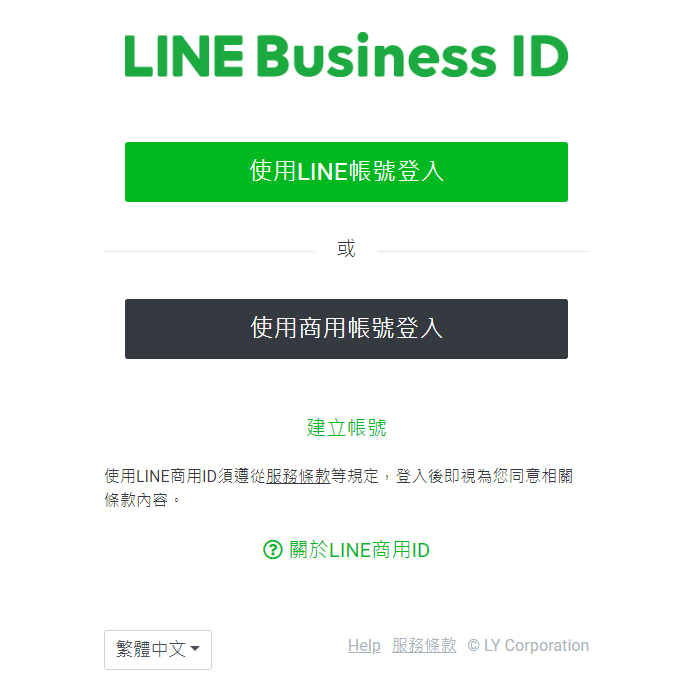 LINE Business ID
使用LINE帳號登入
或
使用商用帳號登入
建立帳號
使用LINE商用ID須遵從服務條款等規定，登入後即視為您同意相關
條款內容。
關於LINE商用ID
繁體中文
Help 服務條款 © LY Corporation